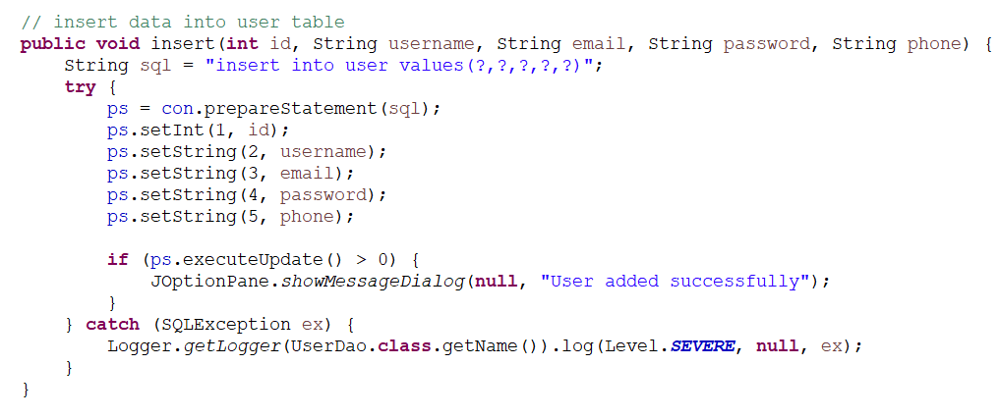 // insert data into user table
public void insert(int id, String username, String email, String password, String phone) {
    String sql = "insert into user values(?,?,?,?,?)";
    try {
        ps = con.prepareStatement(sql);
        ps.setInt(1, id);
        ps.setString(2, username);
        ps.setString(3, email);
        ps.setString(4, password);
        ps.setString(5, phone);

        if (ps.executeUpdate() > 0) {
            JOptionPane.showMessageDialog(null, "User added successfully");
        }
    } catch (SQLException ex) {
        Logger.getLogger(UserDao.class.getName()).log(Level.SEVERE, null, ex);
    }
}